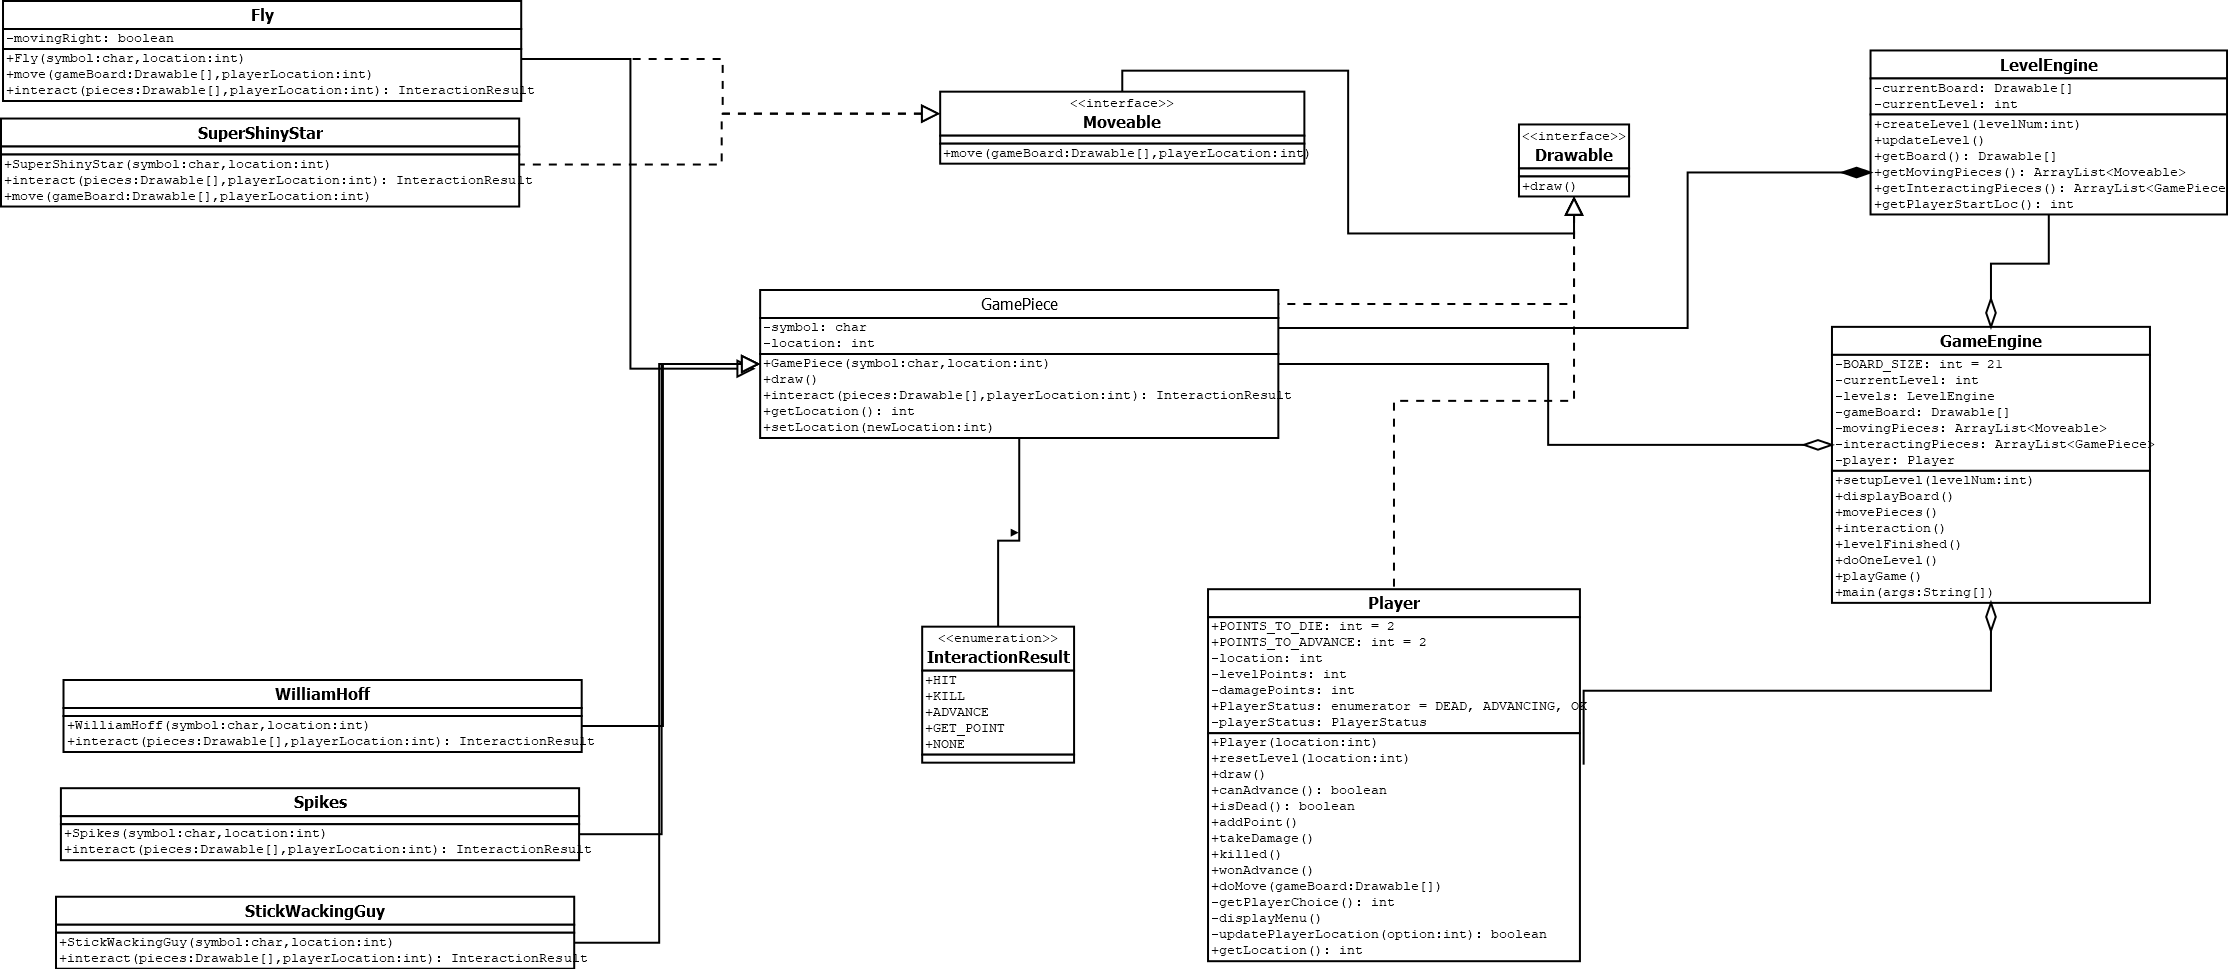 Fly
-movingRight: boolean
+Fly(symbol:char,location:int)
+move(gameBoard:Drawable[],playerLocation:int)
+interact(pieces:Drawable[],playerLocation:int): InteractionResult
SuperShinyStar
+SuperShinyStar(symbol:char,location:int)
+interact(pieces:Drawable[],playerLocation:int): InteractionResult
+move(gameBoard:Drawable[],playerLocation:int)
<<interface>>
Moveable
+move(gameBoard:Drawable[],playerLocation:int)
<<interface>>
Drawable
+draw()
LevelEngine
-currentBoard: Drawable[]
-currentLevel: int
+createLevel(levelNum:int)
+updateLevel()
+getBoard(): Drawable[]
+getMovingPieces(): ArrayList<Moveable>
+getInteractingPieces(): ArrayList<GamePiece
+getPlayerStartLoc(): int
GamePiece
-symbol: char
-location: int
+GamePiece(symbol:char,location:int)
+draw()
+interact(pieces:Drawable[],playerLocation:int): InteractionResult
+getLocation(): int
+setLocation(newLocation:int)
GameEngine
-BOARD_SIZE: int = 21
-currentLevel: int
-levels: LevelEngine
-gameBoard: Drawable[]
-movingPieces: ArrayList<Moveable>
-interactingPieces: ArrayList<GamePiece>
-player: Player
+setupLevel(levelNum:int)
+displayBoard()
+movePieces()
+interaction()
+levelFinished()
+doOneLevel()
+playGame()
+main(args:String[])
<<enumeration>>
InteractionResult
+HIT
+KILL
+ADVANCE
+GET_POINT
+NONE
Player
+POINTS_TO_DIE: int = 2
+POINTS_TO_ADVANCE: int = 2
-location: int
-levelPoints: int
-damagePoints: int
+PlayerStatus: enumerator = DEAD, ADVANCING, OK
-playerStatus: PlayerStatus
+Player(location:int)
+resetLevel(location:int)
+draw()
+canAdvance(): boolean
+isDead(): boolean
+addPoint()
+takeDamage()
+killed()
+wonAdvance()
+doMove(gameBoard:Drawable[])
-getPlayerChoice(): int
-displayMenu()
-updatePlayerLocation(option:int): boolean
+getLocation(): int
WilliamHoff
+WilliamHoff(symbol:char,location:int)
+interact(pieces:Drawable[],playerLocation:int): InteractionResult
Spikes
+Spikes(symbol:char,location:int)
+interact(pieces:Drawable[],playerLocation:int): InteractionResult
StickWackingGuy
+StickWackingGuy(symbol:char,location:int)
+interact(pieces:Drawable[],playerLocation:int): InteractionResult